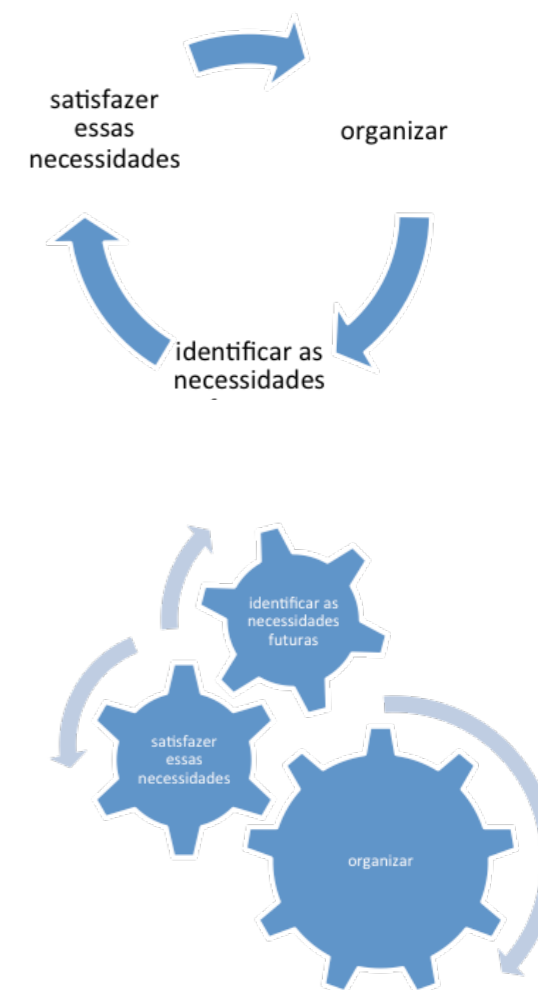 satisfazer
essas
necessidades
organizar
identificar as
necessidades
identificar as
necessidades
futuras
satisfazer
essas
necessidades
organizar